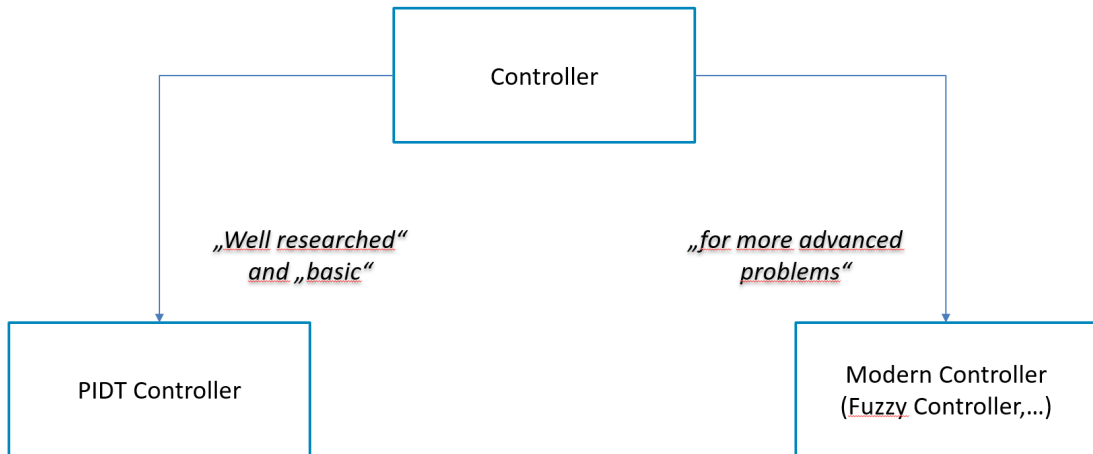 Controller
„Well researched“
and „basic“
„for more advanced
problems“
PIDT Controller
Modern Controller
(Fuzzy Controller,…)